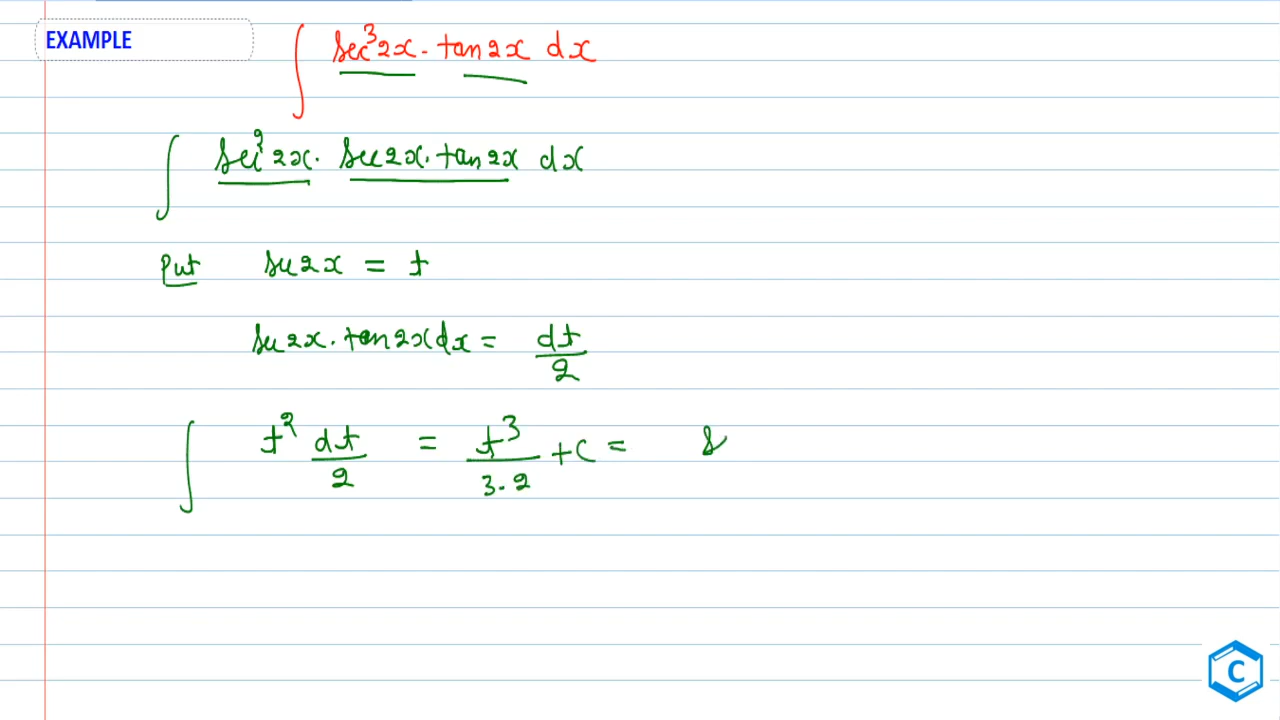 EXAMPLE
∫ sec³2x · tan2x dx
∫ sec²2x · sec2x · tan2x dx
Put sec2x = t
sec2x · tan2x dx = dt/2
∫ t² dt/2 = t³/3·2 + C =
C